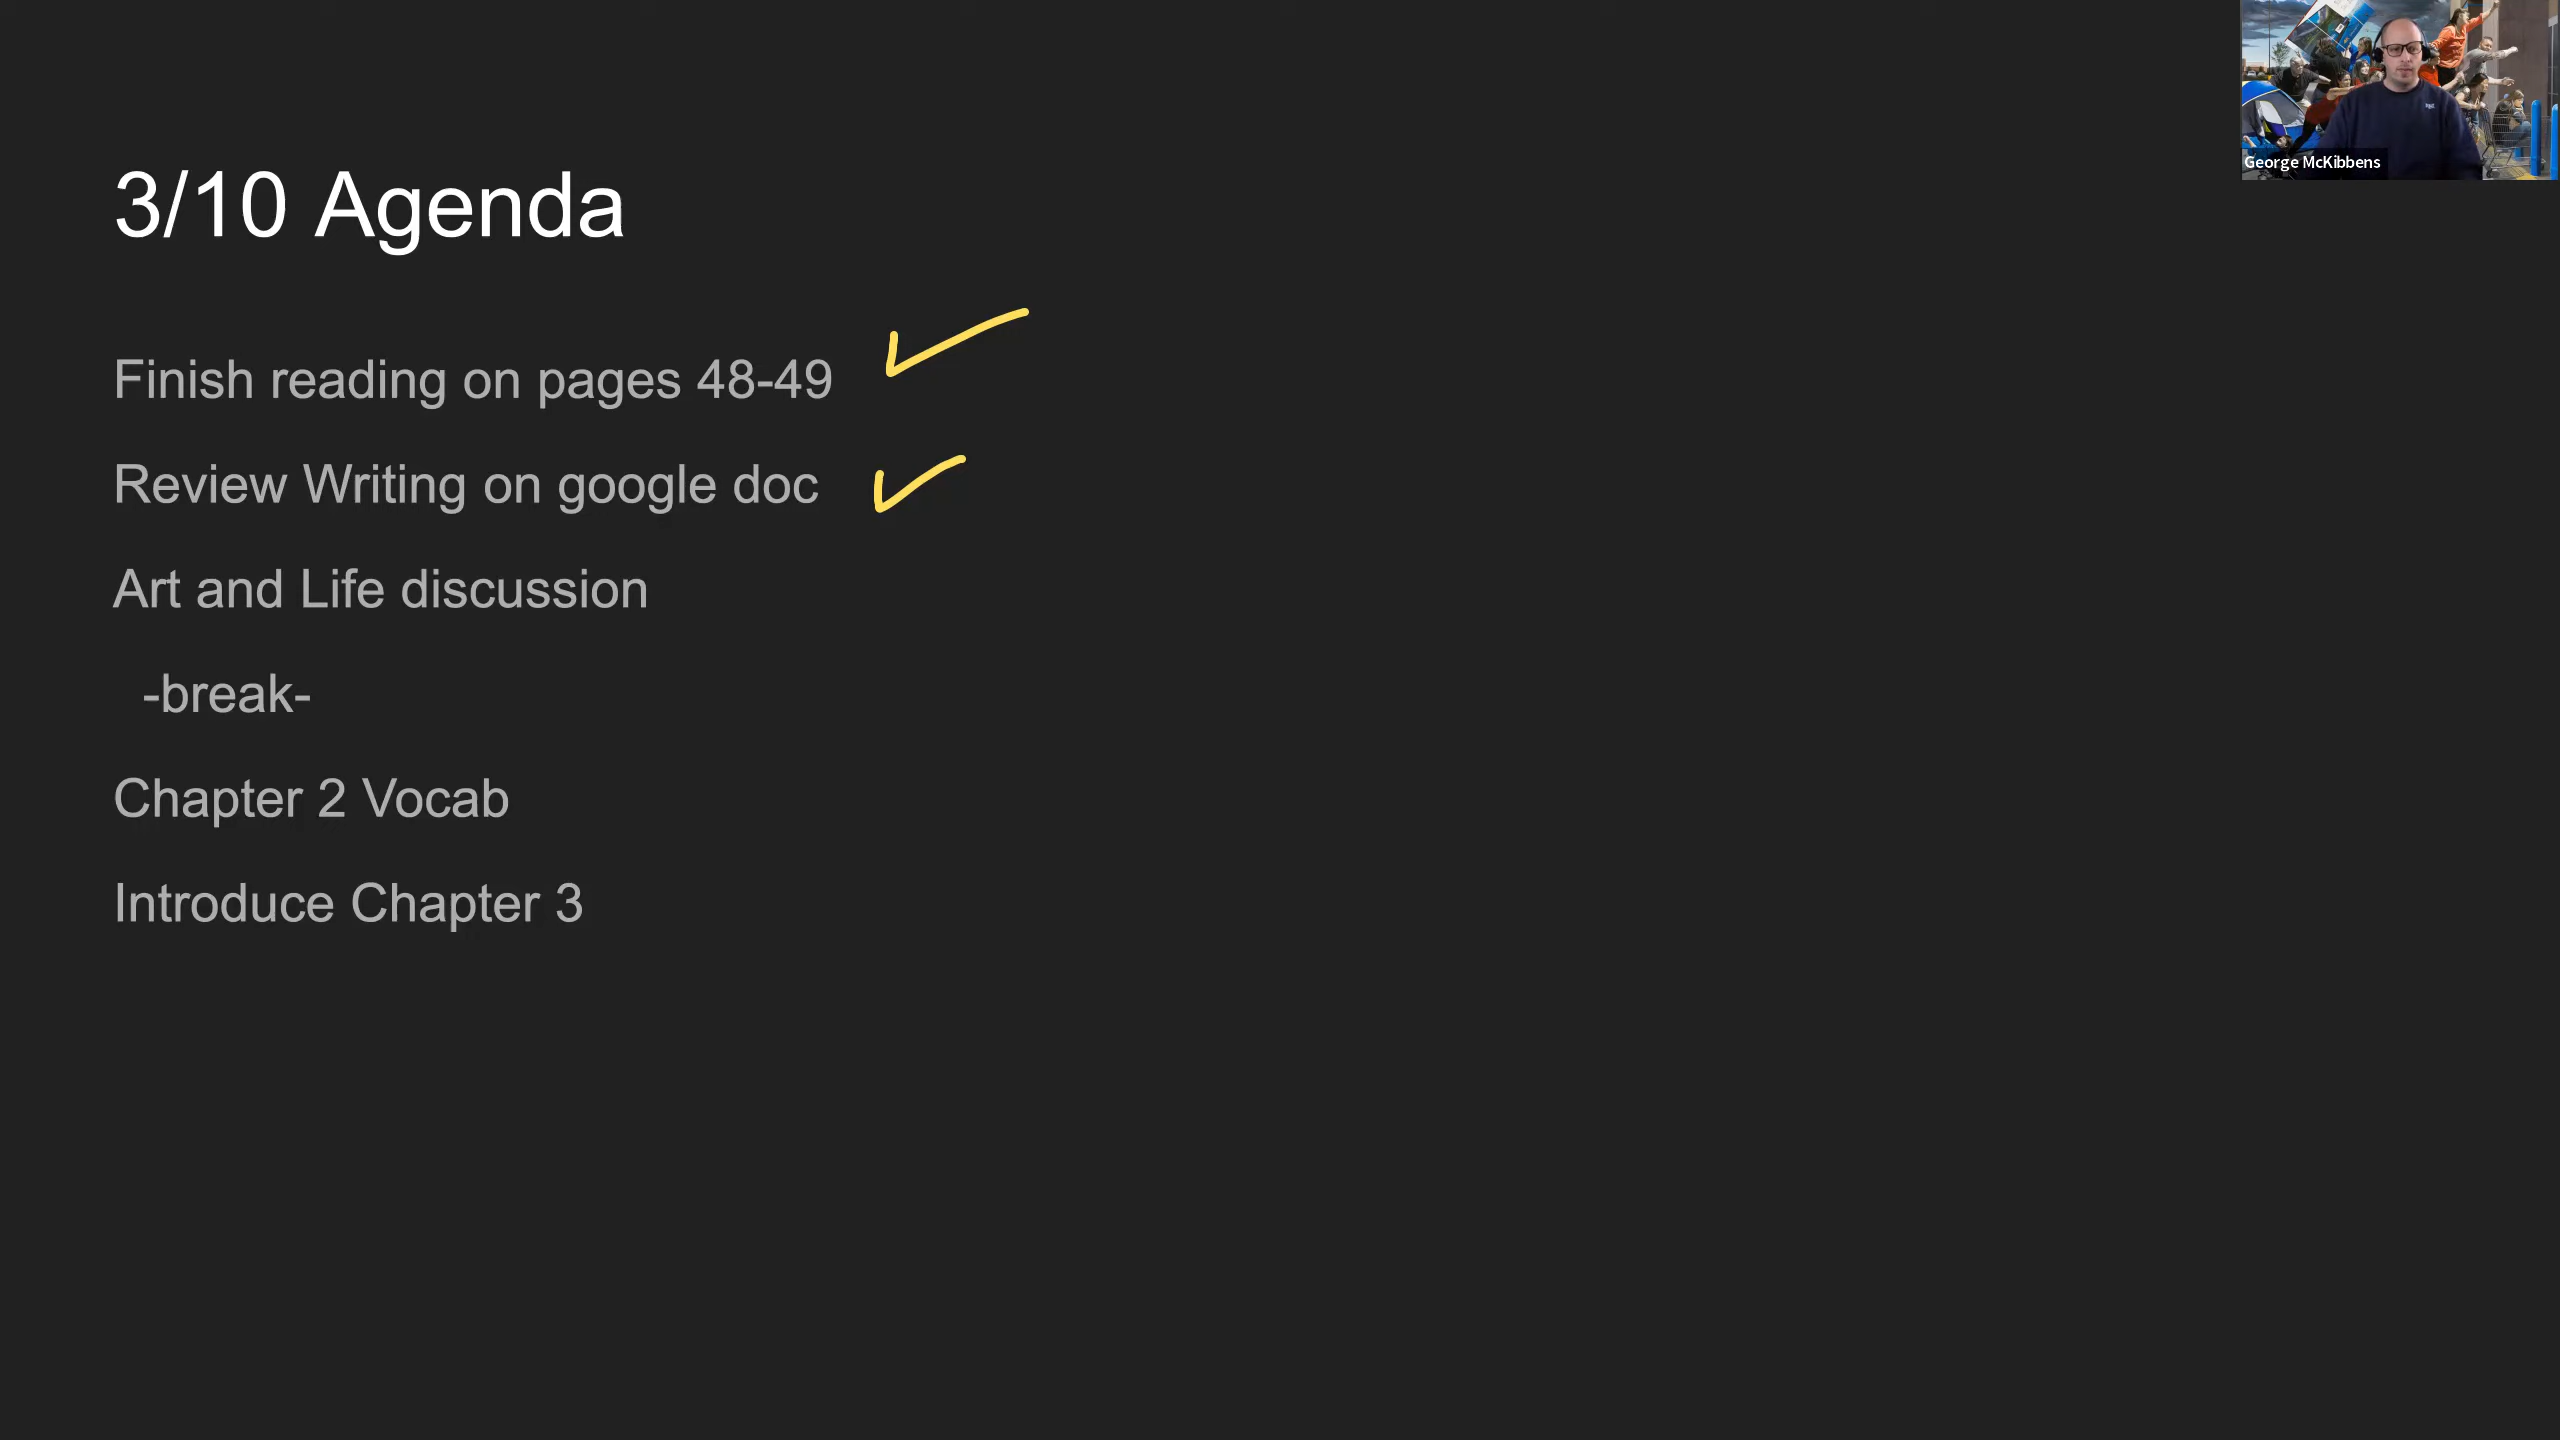 3/10 Agenda
Finish reading on pages 48-49
Review Writing on google doc
Art and Life discussion
-break-
Chapter 2 Vocab
Introduce Chapter 3
George McKibbens